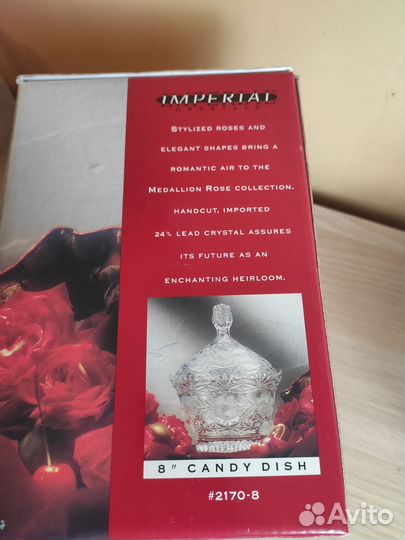 IMPERIAL
CRYSTALS
STYLIZED ROSES AND
ELEGANT SHAPES BRING A
ROMANTIC AIR TO THE
MEDALLION ROSE COLLECTION.
HANDCUT, IMPORTED
24% LEAD CRYSTAL ASSURES
ITS FUTURE AS AN
ENCHANTING HEIRLOOM.
8" CANDY DISH
#2170-8
Avito